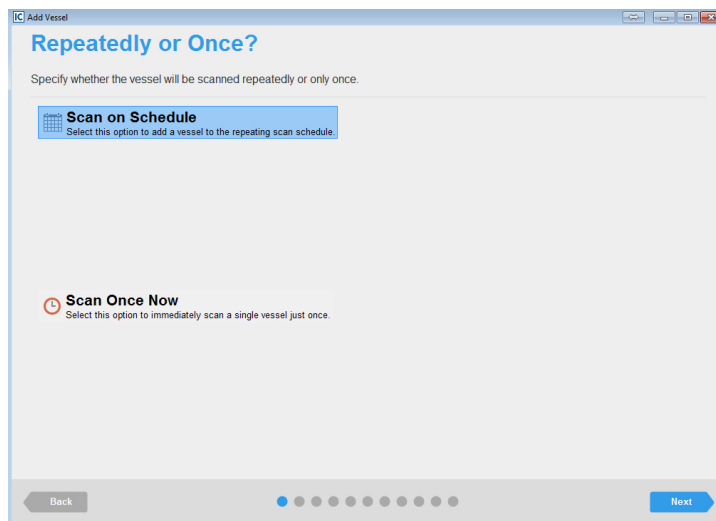 IC Add Vessel
Repeatedly or Once?
Specify whether the vessel will be scanned repeatedly or only once.
Scan on Schedule
Select this option to add a vessel to the repeating scan schedule.
Scan Once Now
Select this option to immediately scan a single vessel just once.
Back
Next